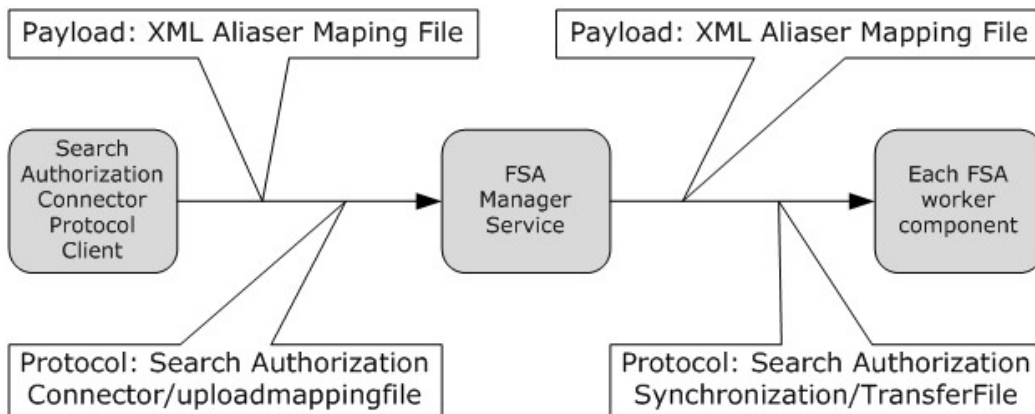 Payload: XML Aliaser Maping File
Payload: XML Aliaser Mapping File
Search
Authorization
Connector
Protocol
Client
FSA
Manager
Service
Each FSA
worker
component
Protocol: Search Authorization
Connector/uploadmappingfile
Protocol: Search Authorization
Synchronization/TransferFile